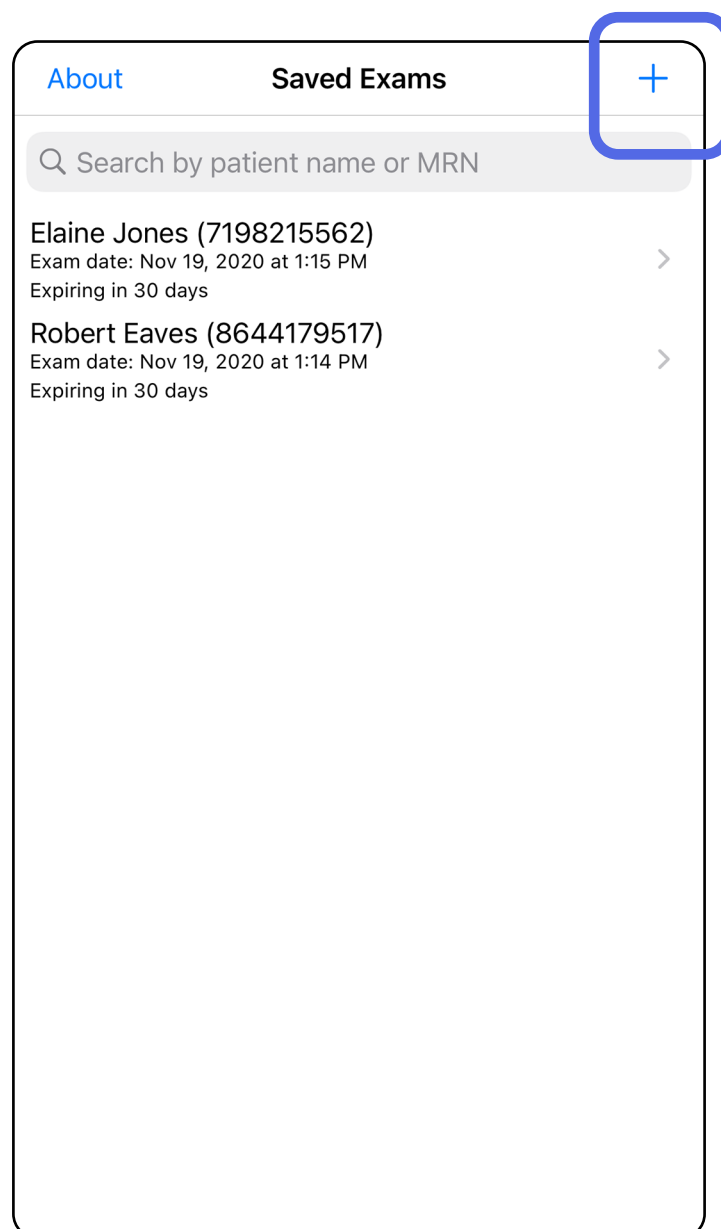 About Saved Exams +
Search by patient name or MRN
Elaine Jones (7198215562)
Exam date: Nov 19, 2020 at 1:15 PM
Expiring in 30 days
Robert Eaves (8644179517)
Exam date: Nov 19, 2020 at 1:14 PM
Expiring in 30 days